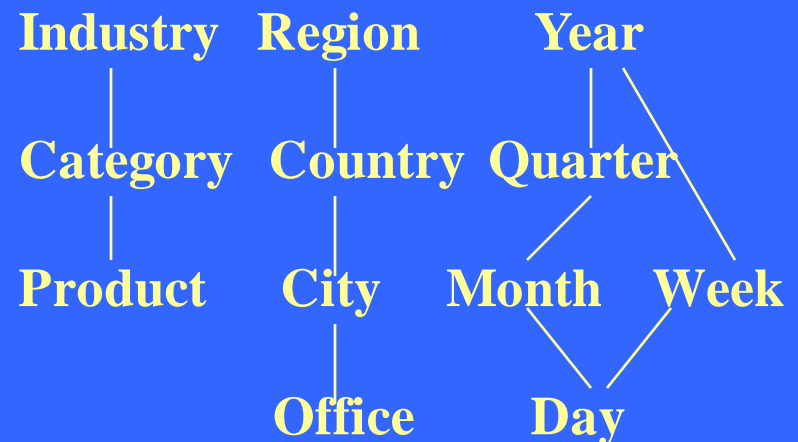 Industry Region Year
Category Country Quarter
Product City Month Week
Office Day